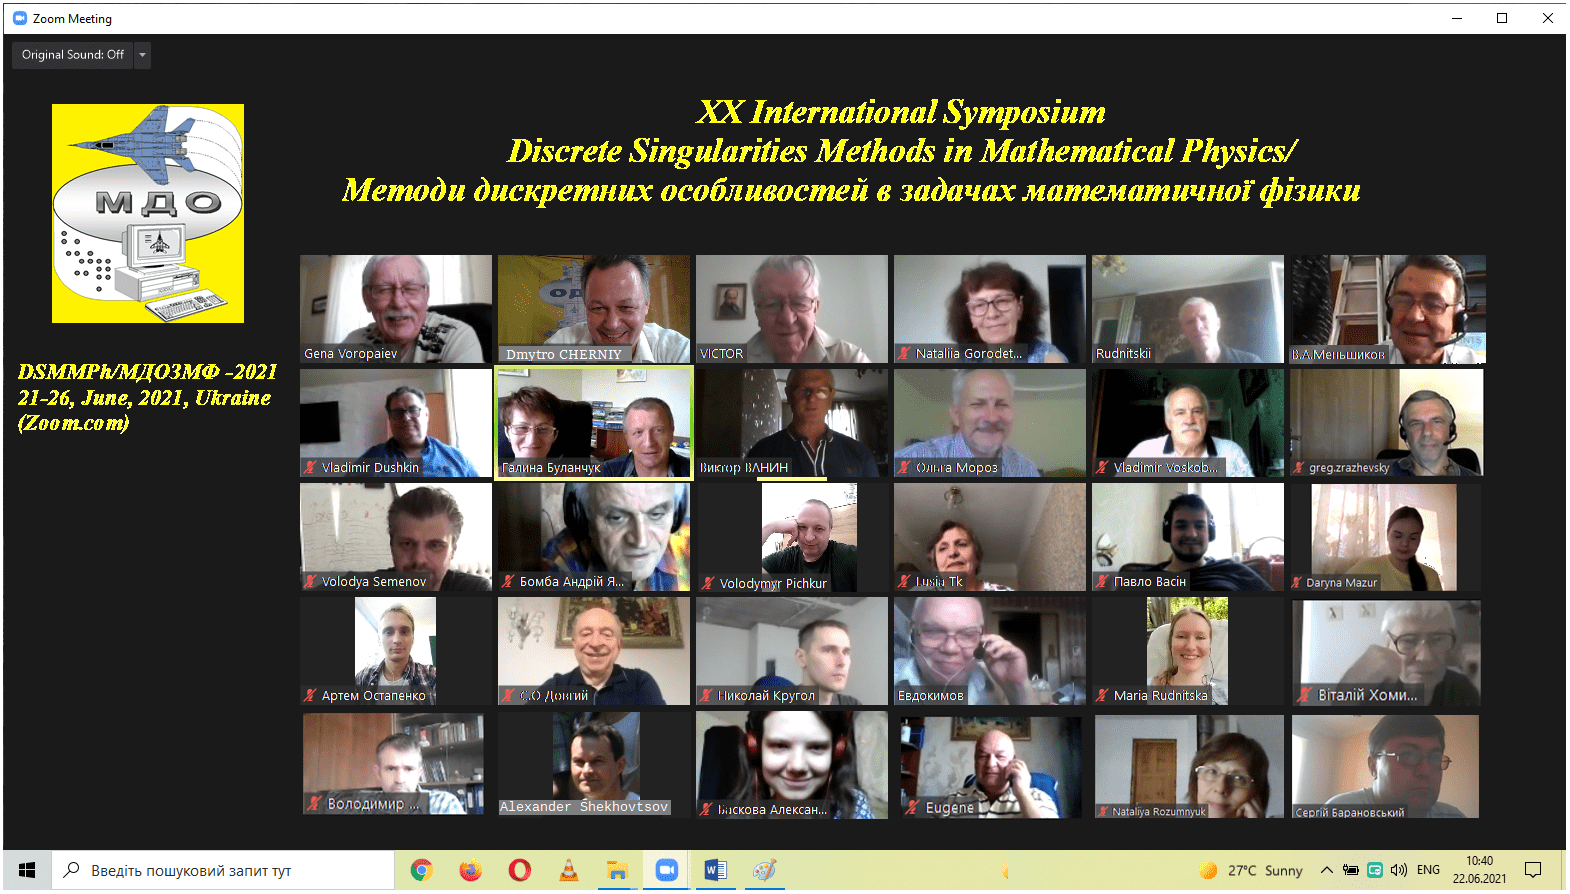 Zoom Meeting
Original Sound: Off
XX International Symposium
Discrete Singularities Methods in Mathematical Physics/
Методи дискретних особливостей в задачах математичної фізики
МДО
DSMMPh/МДОЗМФ -2021
21-26, June, 2021, Ukraine
(Zoom.com)
Gena Voropaiev
Dmytro CHERNIY
VICTOR
Nataliia Gorodet...
Rudnitskii
В.А.Меньшиков
Vladimir Dushkin
Галина Буланчук
Виктор ВАНИН
Ольга Мороз
Vladimir Voskob...
greg.zrazhevsky
Volodya Semenov
Бомба Андрій Я...
Volodymyr Pichkur
Lusia Tk
Павло Васін
Daryna Mazur
Артем Остапенко
С.О.Довгий
Николай Кругол
Евдокимов
Maria Rudnitska
Віталій Хоми...
Володимир ...
Alexander Shekhovtsov
Баскова Алексан...
Eugene
Nataliya Rozumnyuk
Сергій Барановський
Введіть пошуковий запит тут
27°C Sunny
ENG
10:40
22.06.2021